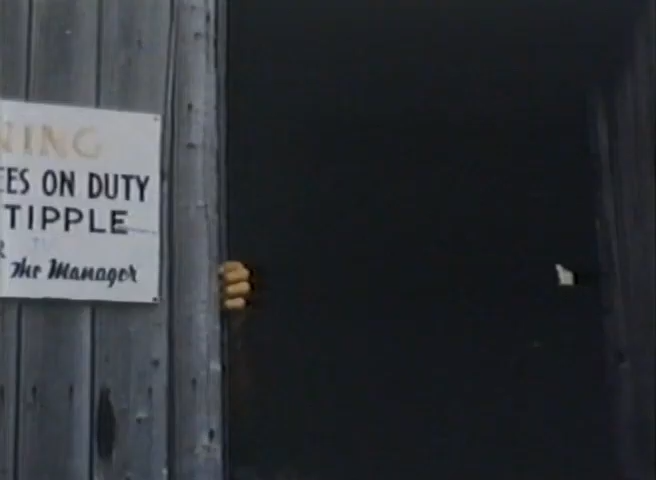 NING
EES ON DUTY
TIPPLE
R
The Manager